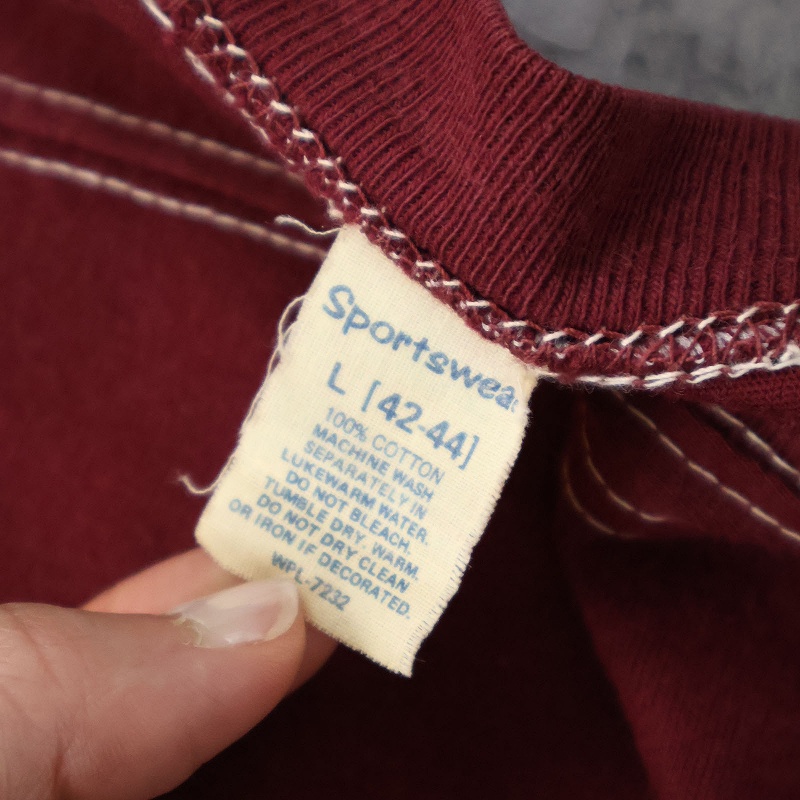 Sportswear
L [42-44]
100% COTTON
MACHINE WASH
SEPARATELY IN
LUKEWARM WATER.
DO NOT BLEACH.
TUMBLE DRY. WARM.
DO NOT DRY CLEAN
OR IRON IF DECORATED.
WPL-7232